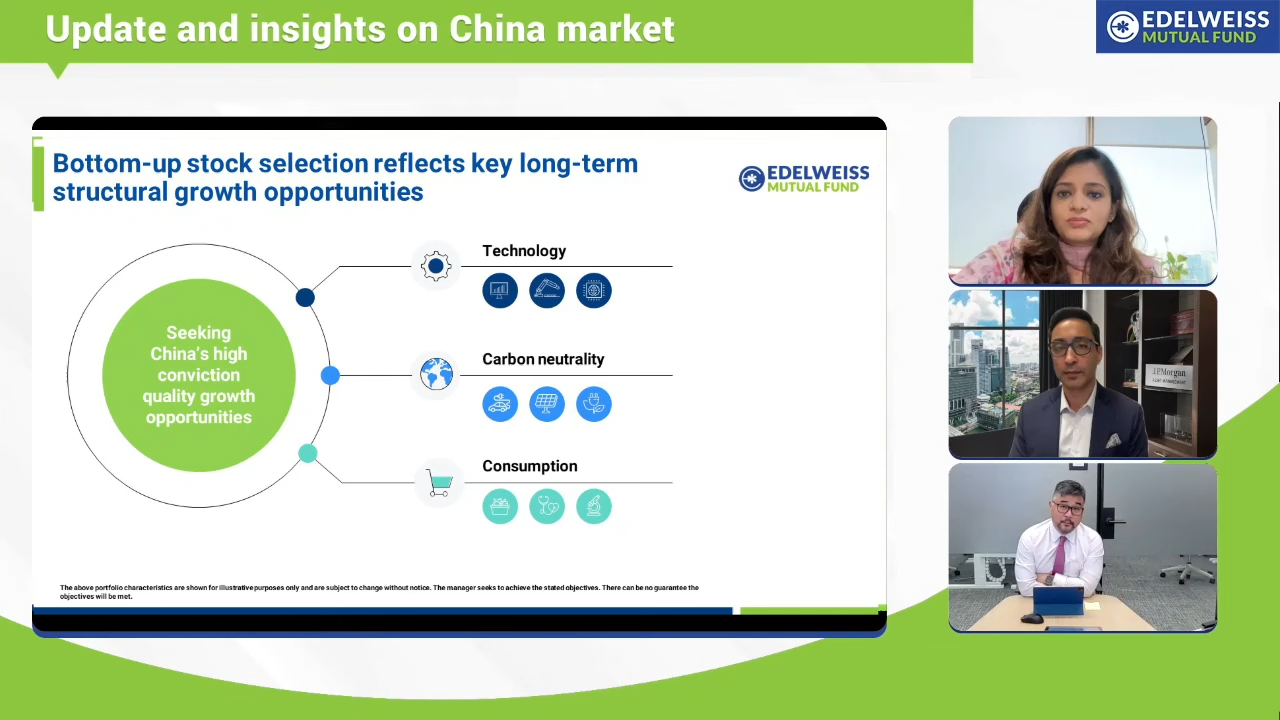 Update and insights on China market
EDELWEISS
MUTUAL FUND
Bottom-up stock selection reflects key long-term
structural growth opportunities
EDELWEISS
MUTUAL FUND
Seeking
China's high
conviction
quality growth
opportunities
Technology
Carbon neutrality
Consumption
The above portfolio characteristics are shown for illustrative purposes only and are subject to change without notice. The manager seeks to achieve the stated objectives. There can be no guarantee the
objectives will be met.
J.P.Morgan
ASSET MANAGEMENT